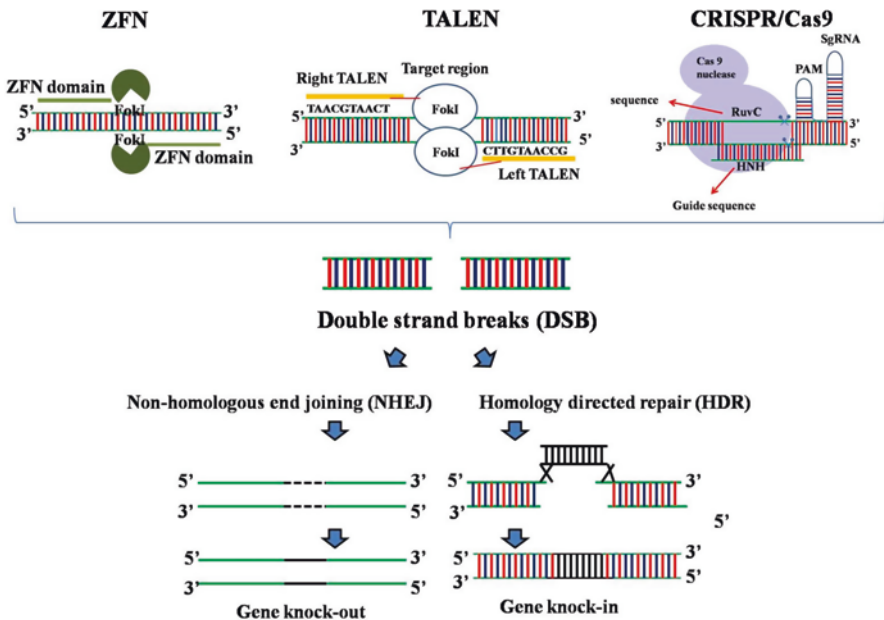 ZFN
ZFN domain
FokI
5’ 3’
3’ 5’
FokI
ZFN domain
TALEN
Right TALEN
Target region
TAACGTAACT
FokI
5’ 3’
3’ 5’
FokI
CTTGTAACCG
Left TALEN
CRISPR/Cas9
SgRNA
Cas 9
nuclease
PAM
sequence
RuvC
5’ 3’
3’ 5’
HNH
Guide sequence
Double strand breaks (DSB)
Non-homologous end joining (NHEJ)
5’ 3’
3’ 5’
5’ 3’
3’ 5’
Gene knock-out
Homology directed repair (HDR)
5’ 3’
3’
5’
5’ 3’
3’ 5’
Gene knock-in